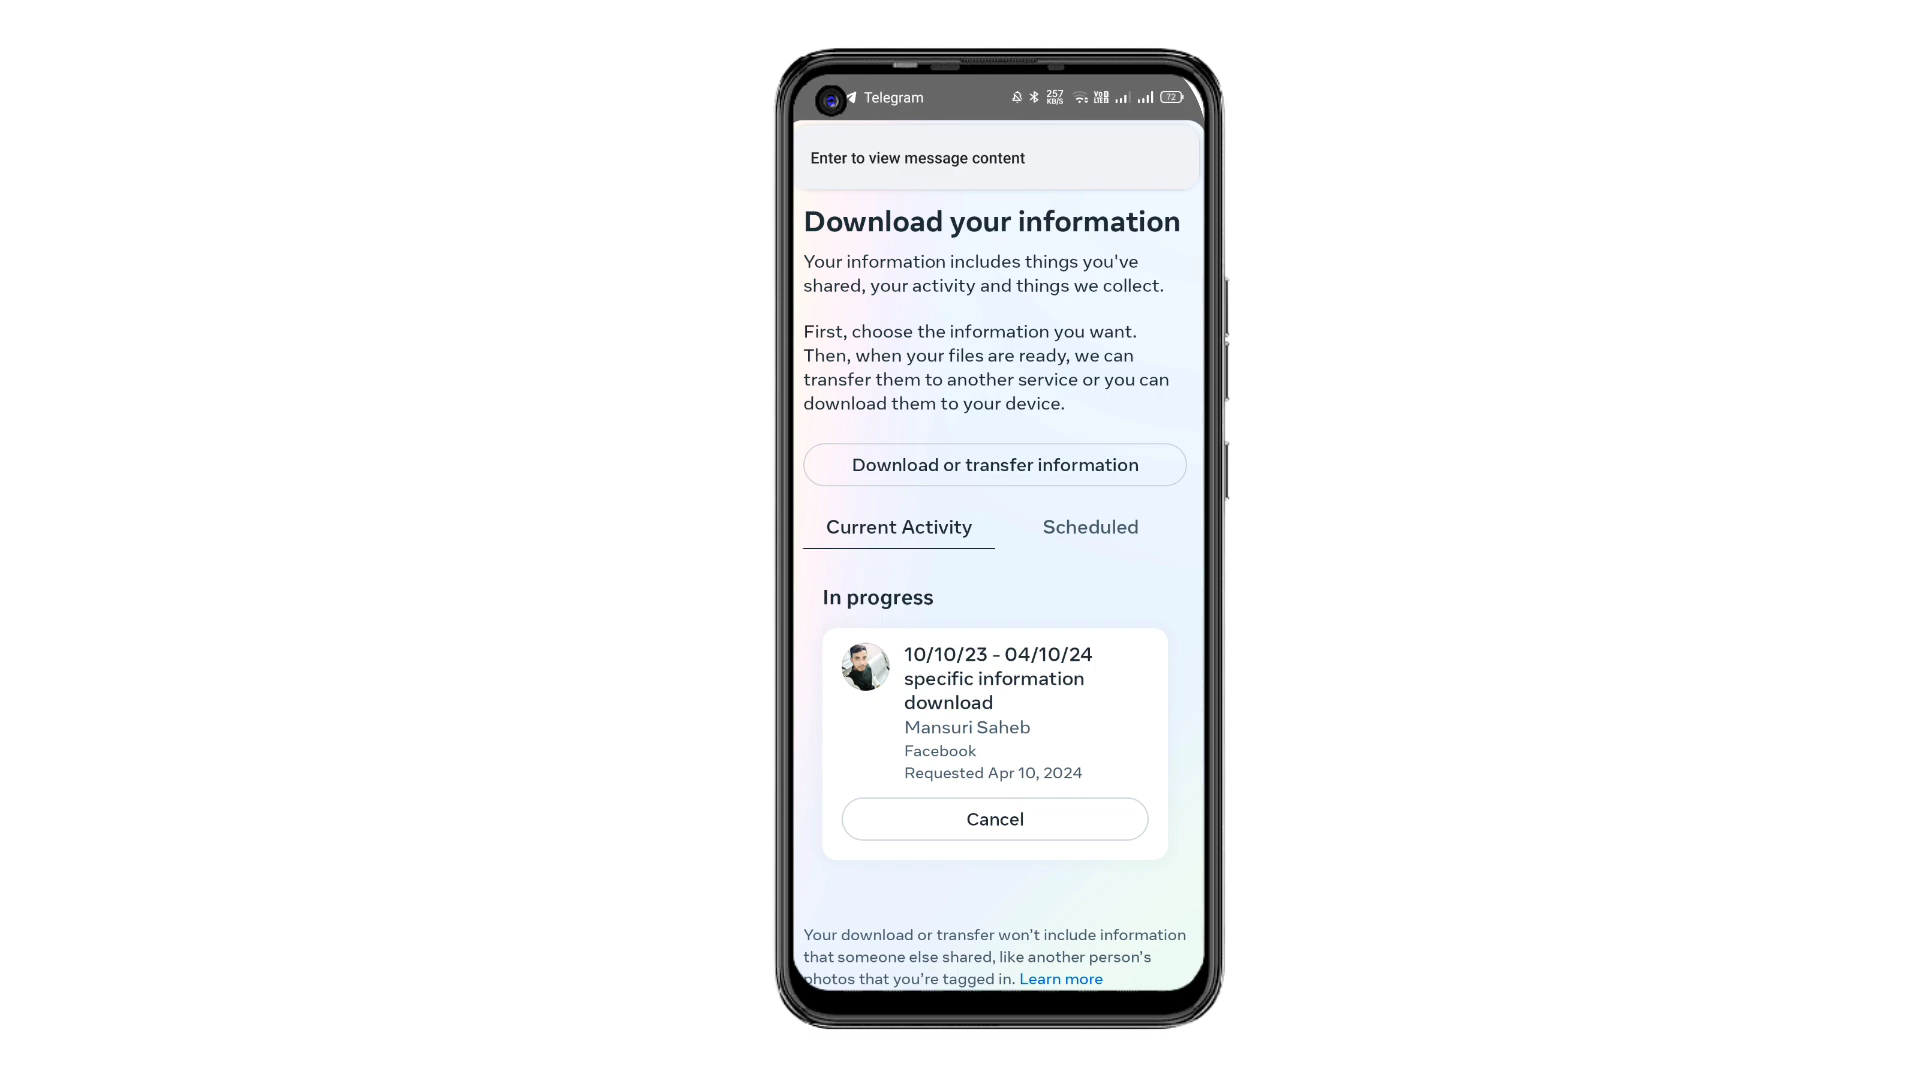 Telegram
257
KB/S
72
Enter to view message content
Download your information
Your information includes things you've
shared, your activity and things we collect.
First, choose the information you want.
Then, when your files are ready, we can
transfer them to another service or you can
download them to your device.
Download or transfer information
Current Activity Scheduled
In progress
10/10/23 - 04/10/24
specific information
download
Mansuri Saheb
Facebook
Requested Apr 10, 2024
Cancel
Your download or transfer won’t include information
that someone else shared, like another person’s
photos that you’re tagged in. Learn more